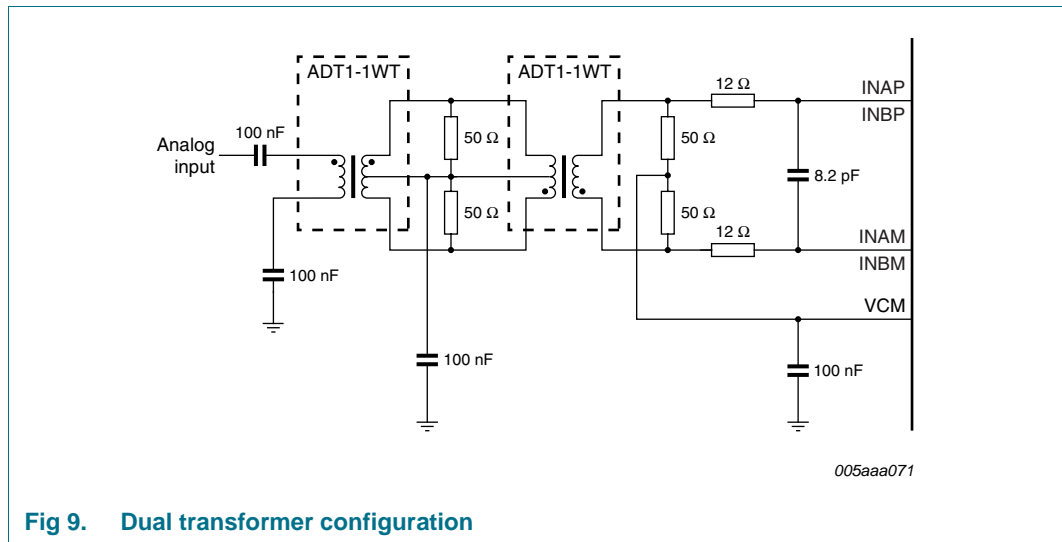 ADT1-1WT
ADT1-1WT
12 Ω
INAP
INBP
100 nF
Analog
input
50 Ω
50 Ω
8.2 pF
50 Ω
50 Ω
12 Ω
INAM
INBM
100 nF
VCM
100 nF
100 nF
005aaa071
Fig 9. Dual transformer configuration